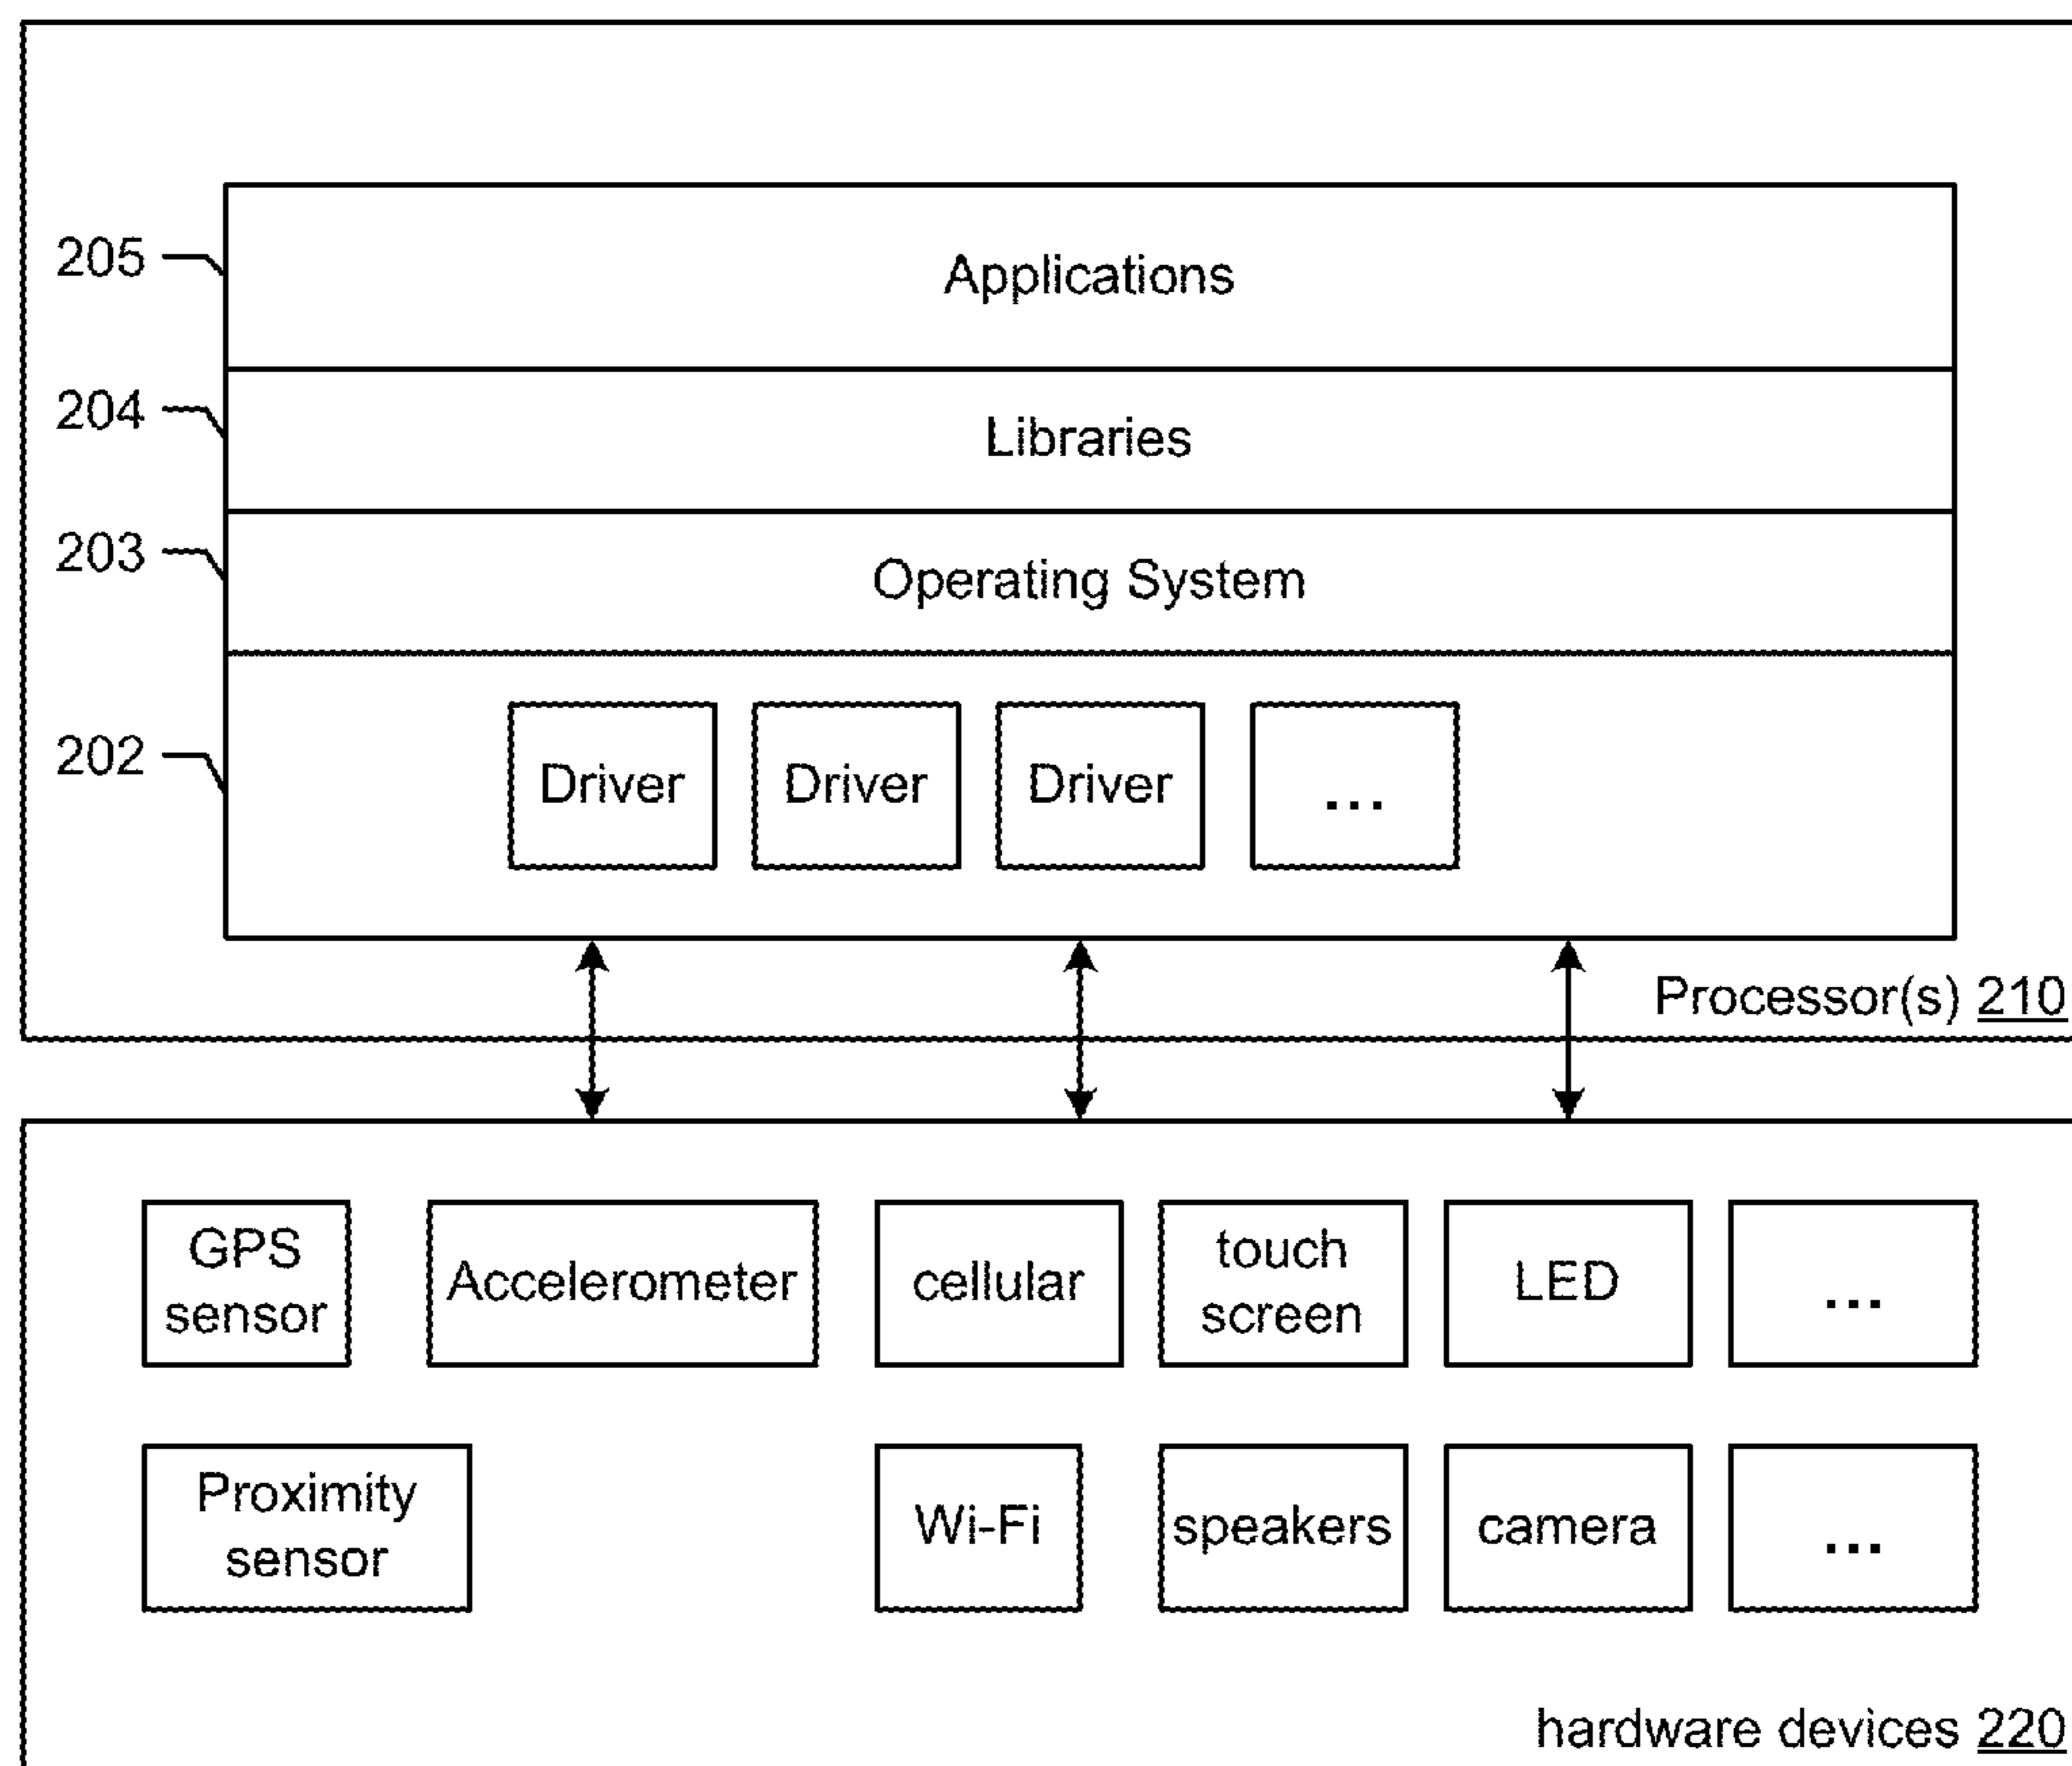 205
Applications
204
Libraries
203
Operating System
202
Driver
Driver
Driver
...
Processor(s) 210
GPS
sensor
Accelerometer
cellular
touch
screen
LED
...
Proximity
sensor
Wi-Fi
speakers
camera
...
hardware devices 220